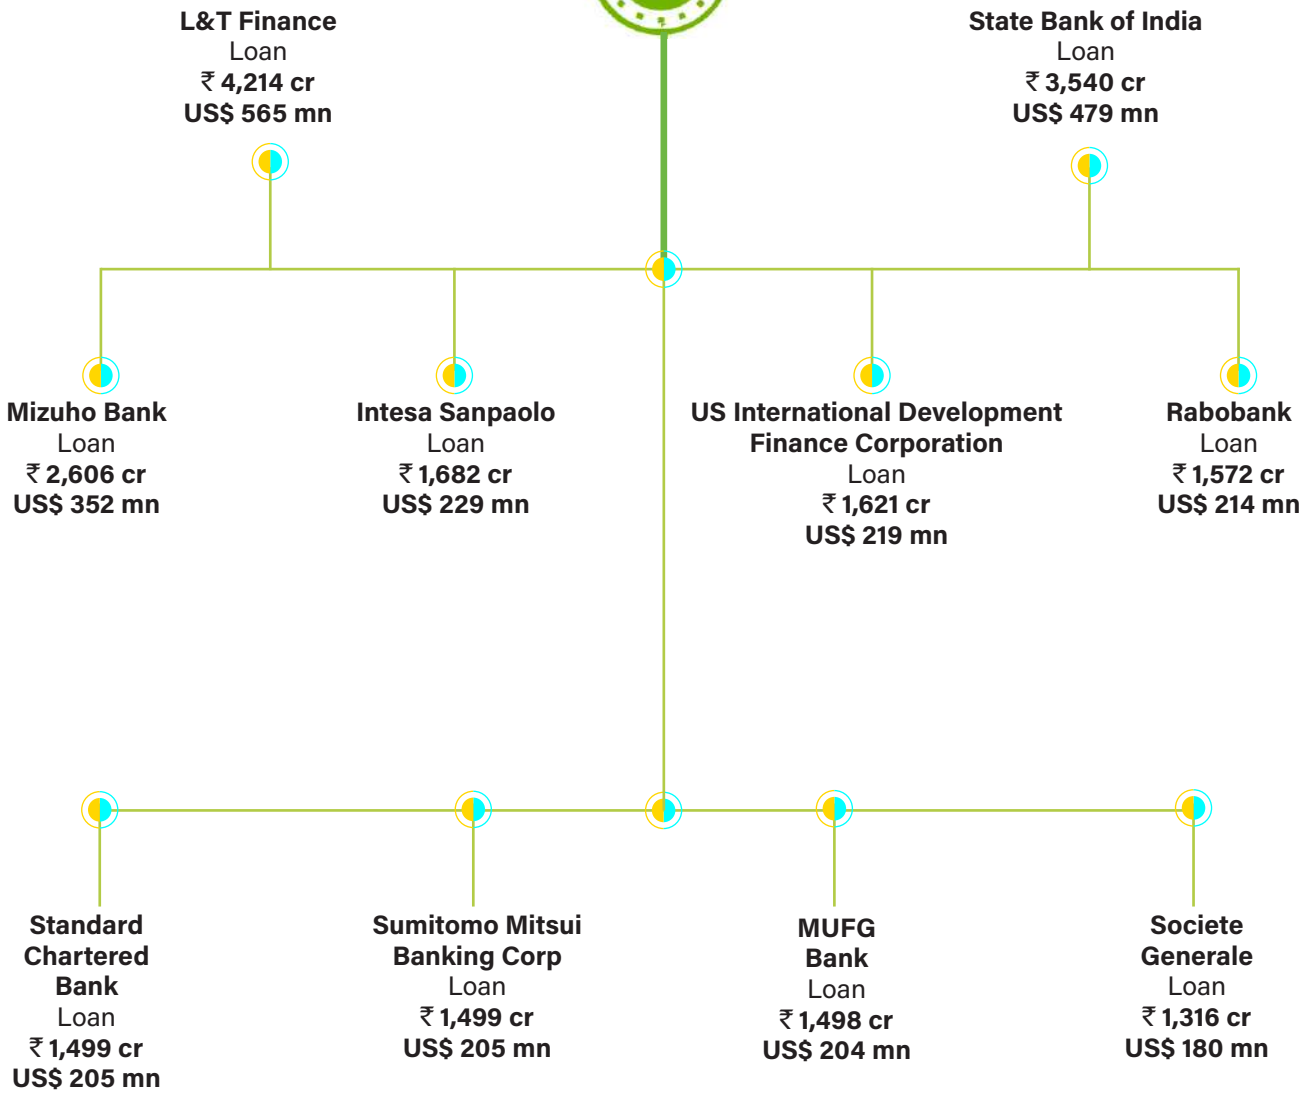 L&T Finance
Loan
₹ 4,214 cr
US$ 565 mn
State Bank of India
Loan
₹ 3,540 cr
US$ 479 mn
Mizuho Bank
Loan
₹ 2,606 cr
US$ 352 mn
Intesa Sanpaolo
Loan
₹ 1,682 cr
US$ 229 mn
US International Development
Finance Corporation
Loan
₹ 1,621 cr
US$ 219 mn
Rabobank
Loan
₹ 1,572 cr
US$ 214 mn
Standard
Chartered
Bank
Loan
₹ 1,499 cr
US$ 205 mn
Sumitomo Mitsui
Banking Corp
Loan
₹ 1,499 cr
US$ 205 mn
MUFG
Bank
Loan
₹ 1,498 cr
US$ 204 mn
Societe
Generale
Loan
₹ 1,316 cr
US$ 180 mn